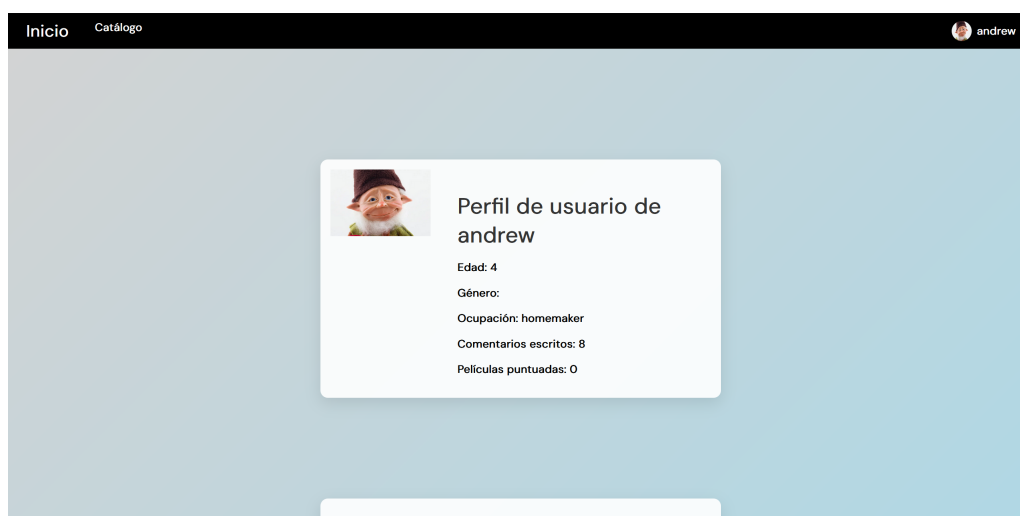 Inicio
Catálogo
andrew
Perfil de usuario de
andrew
Edad: 4
Género:
Ocupación: homemaker
Comentarios escritos: 8
Películas puntuadas: 0